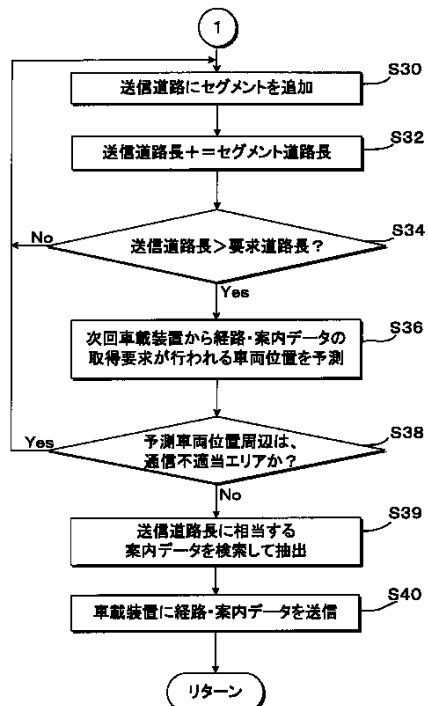 1
S30
送信道路にセグメントを追加
S32
送信道路長+=セグメント道路長
S34
No
送信道路長>要求道路長?
Yes
S36
次回車載装置から経路・案内データの
取得要求が行われる車両位置を予測
S38
Yes
予測車両位置周辺は、
通信不適当エリアか?
No
S39
送信道路長に相当する
案内データを検索して抽出
S40
車載装置に経路・案内データを送信
リターン